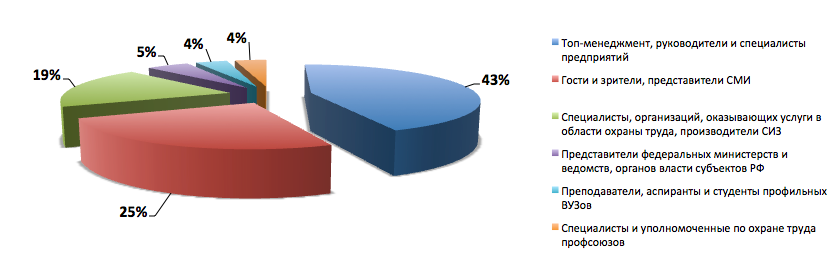 4%
4%
5%
19%
43%
25%
Топ-менеджмент, руководители и специалисты
предприятий
Гости и зрители, представители СМИ
Специалисты, организаций, оказывающих услуги в
области охраны труда, производители СИЗ
Представители федеральных министерств и
ведомств, органов власти субъектов РФ
Преподаватели, аспиранты и студенты профильных
ВУЗов
Специалисты и уполномоченные по охране труда
профсоюзов